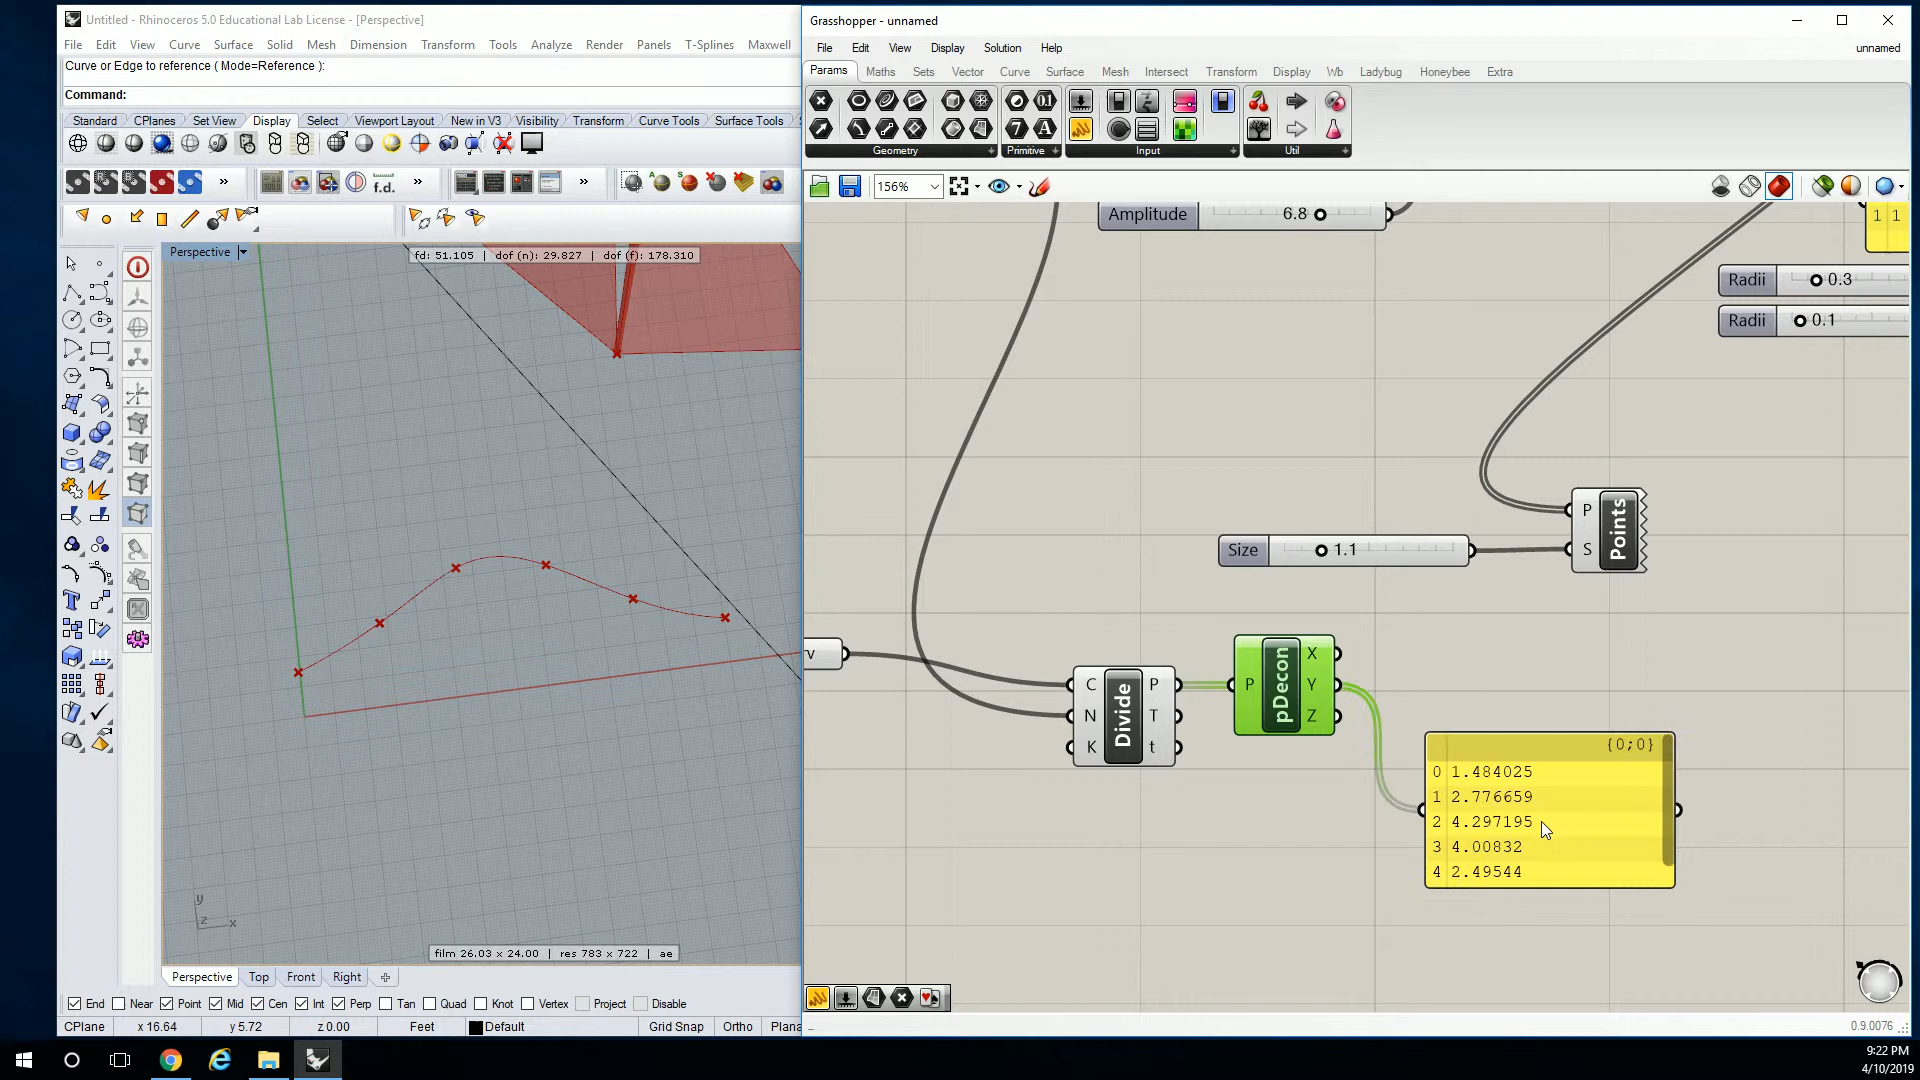 Untitled - Rhinoceros 5.0 Educational Lab License - [Perspective]
File Edit View Curve Surface Solid Mesh Dimension Transform Tools Analyze Render Panels T-Splines Maxwell
Curve or Edge to reference ( Mode=Reference ):
Command:
Standard CPlanes Set View Display Select Viewport Layout New in V3 Visibility Transform Curve Tools Surface Tools
f.d.
Perspective
fd: 51.105 | dof (n): 29.827 | dof (f): 178.310
y
z x
film 26.03 x 24.00 | res 783 x 722 | ae
Perspective Top Front Right
End Near Point Mid Cen Int Perp Tan Quad Knot Vertex Project Disable
CPlane x 16.64 y 5.72 z 0.00 Feet Default Grid Snap Ortho Plana
Grasshopper - unnamed
File Edit View Display Solution Help unnamed
Params Maths Sets Vector Curve Surface Mesh Intersect Transform Display Wb Ladybug Honeybee Extra
Geometry Primitive Input Util
156%
Amplitude 6.8
1 1
Radii 0.3
Radii 0.1
P
S
Points
Size 1.1
C
N
K
Divide
P
T
t
P
pDecon
X
Y
Z
{0;0}
0 1.484025
1 2.776659
2 4.297195
3 4.00832
4 2.49544
0.9.0076
9:22 PM
4/10/2019